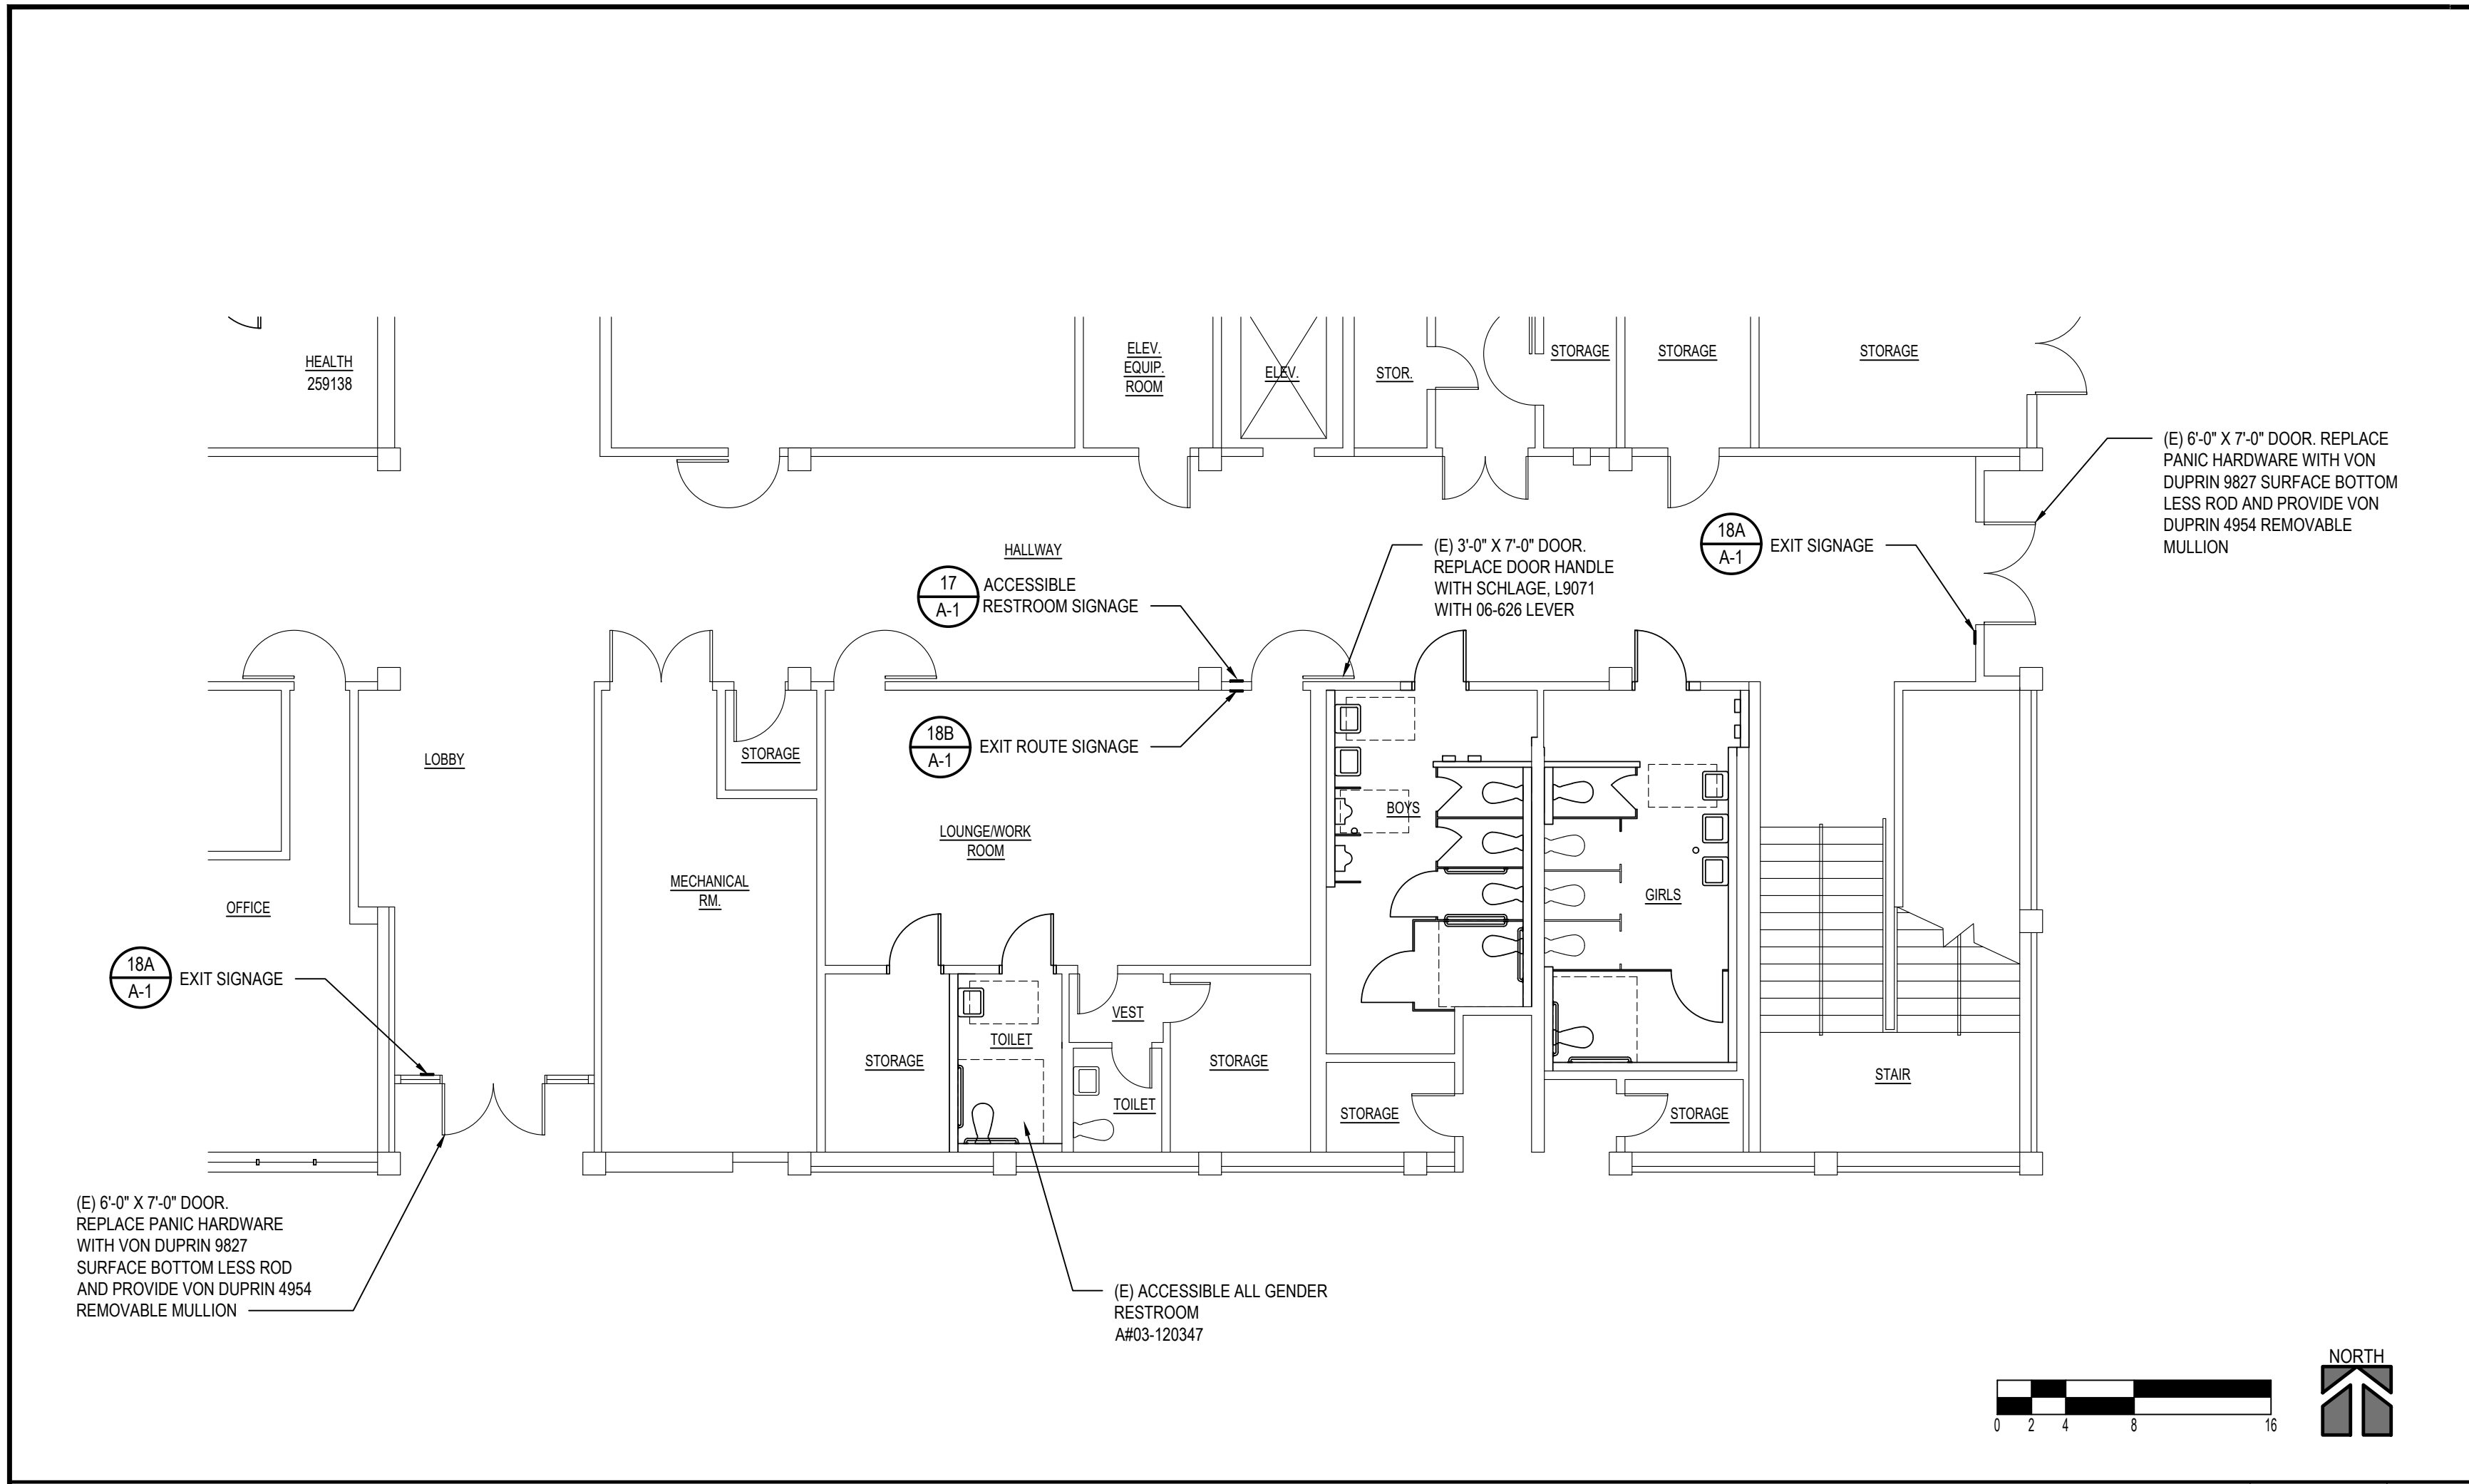 HEALTH
259138
ELEV.
EQUIP.
ROOM
ELEV.
STOR.
STORAGE
STORAGE
STORAGE
(E) 6'-0" X 7'-0" DOOR. REPLACE
PANIC HARDWARE WITH VON
DUPRIN 9827 SURFACE BOTTOM
LESS ROD AND PROVIDE VON
DUPRIN 4954 REMOVABLE
MULLION
18A
A-1
EXIT SIGNAGE
HALLWAY
17
A-1
ACCESSIBLE
RESTROOM SIGNAGE
(E) 3'-0" X 7'-0" DOOR.
REPLACE DOOR HANDLE
WITH SCHLAGE, L9071
WITH 06-626 LEVER
18B
A-1
EXIT ROUTE SIGNAGE
LOBBY
STORAGE
BOYS
LOUNGE/WORK
ROOM
MECHANICAL
RM.
GIRLS
OFFICE
18A
A-1
EXIT SIGNAGE
VEST
TOILET
STORAGE
STORAGE
TOILET
STORAGE
STORAGE
STAIR
(E) 6'-0" X 7'-0" DOOR.
REPLACE PANIC HARDWARE
WITH VON DUPRIN 9827
SURFACE BOTTOM LESS ROD
AND PROVIDE VON DUPRIN 4954
REMOVABLE MULLION
(E) ACCESSIBLE ALL GENDER
RESTROOM
A#03-120347
0 2 4 8 16
NORTH